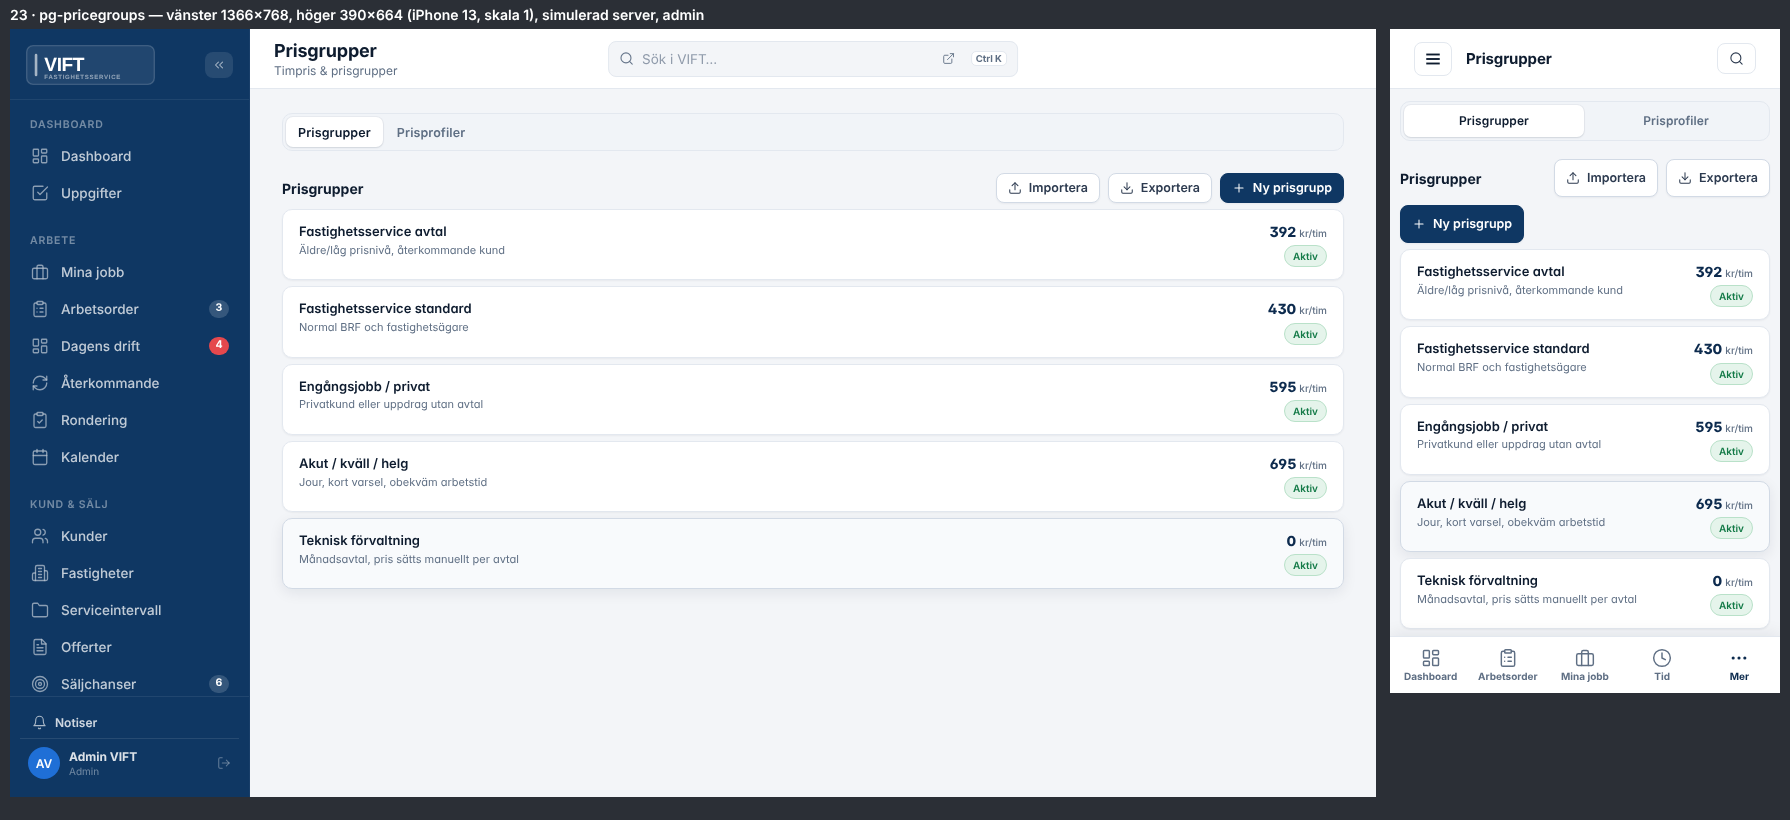 23 · pg-pricegroups — vänster 1366×768, höger 390×664 (iPhone 13, skala 1), simulerad server, admin
VIFT
FASTIGHETSSERVICE
DASHBOARD
Dashboard
Uppgifter
ARBETE
Mina jobb
Arbetsorder 3
Dagens drift 4
Återkommande
Rondering
Kalender
KUND & SÄLJ
Kunder
Fastigheter
Serviceintervall
Offerter
Säljchanser 6
Notiser
AV
Admin VIFT
Admin
Prisgrupper
Timpris & prisgrupper
Sök i VIFT...
Ctrl K
Prisgrupper Prisprofiler
Prisgrupper
Importera Exportera + Ny prisgrupp
Fastighetsservice avtal
Äldre/låg prisnivå, återkommande kund
392 kr/tim
Aktiv
Fastighetsservice standard
Normal BRF och fastighetsägare
430 kr/tim
Aktiv
Engångsjobb / privat
Privatkund eller uppdrag utan avtal
595 kr/tim
Aktiv
Akut / kväll / helg
Jour, kort varsel, obekväm arbetstid
695 kr/tim
Aktiv
Teknisk förvaltning
Månadsavtal, pris sätts manuellt per avtal
0 kr/tim
Aktiv
Prisgrupper
Prisgrupper Prisprofiler
Prisgrupper
Importera Exportera
+ Ny prisgrupp
Fastighetsservice avtal
Äldre/låg prisnivå, återkommande kund
392 kr/tim
Aktiv
Fastighetsservice standard
Normal BRF och fastighetsägare
430 kr/tim
Aktiv
Engångsjobb / privat
Privatkund eller uppdrag utan avtal
595 kr/tim
Aktiv
Akut / kväll / helg
Jour, kort varsel, obekväm arbetstid
695 kr/tim
Aktiv
Teknisk förvaltning
Månadsavtal, pris sätts manuellt per avtal
0 kr/tim
Aktiv
Dashboard Arbetsorder Mina jobb Tid Mer